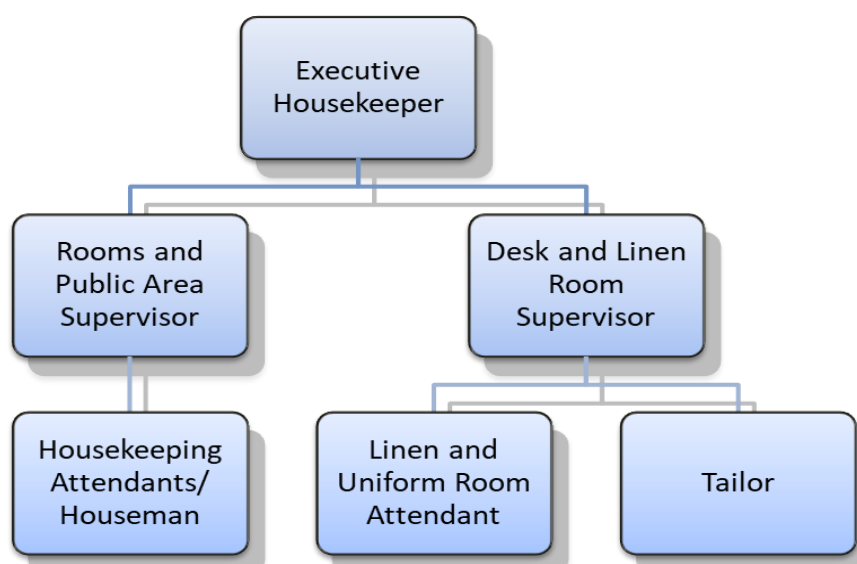 Executive
Housekeeper
Rooms and
Public Area
Supervisor
Desk and Linen
Room
Supervisor
Housekeeping
Attendants/
Houseman
Linen and
Uniform Room
Attendant
Tailor